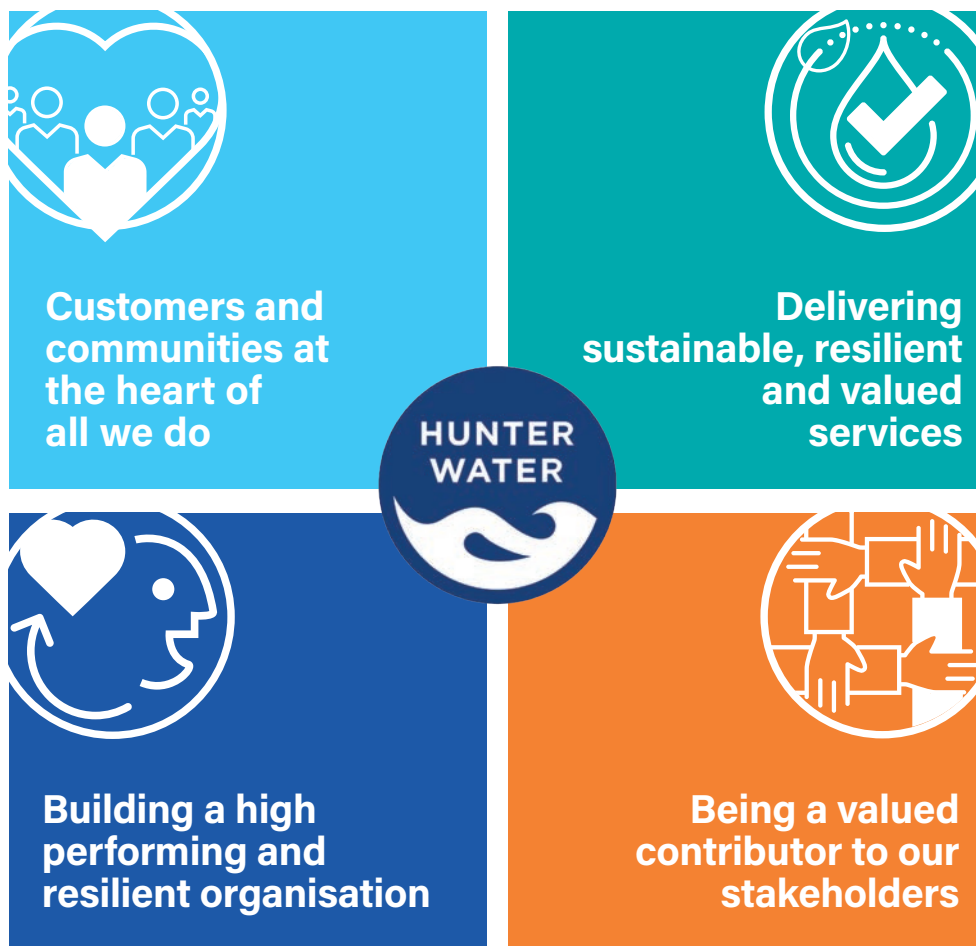 Customers and
communities at
the heart of
all we do
Delivering
sustainable, resilient
and valued
services
HUNTER
WATER
Building a high
performing and
resilient organisation
Being a valued
contributor to our
stakeholders